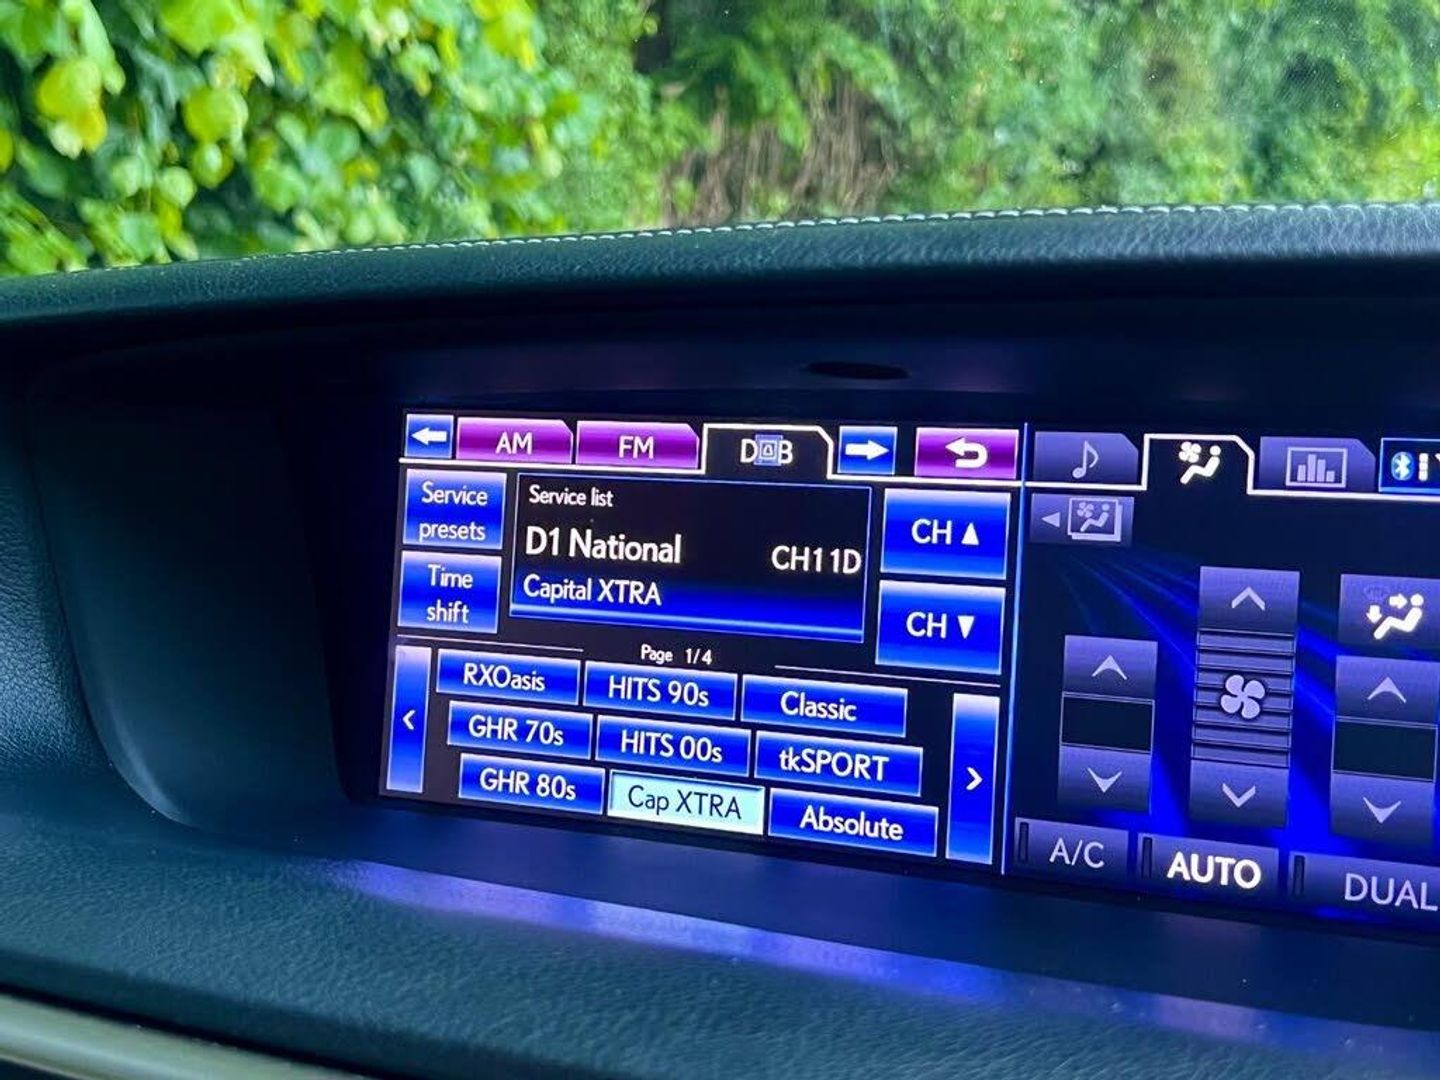 AM
FM
DAB
Service presets
Time shift
Service list
D1 National
CH11D
Capital XTRA
CH ▲
CH ▼
Page 1/4
RXOasis
HITS 90s
Classic
GHR 70s
HITS 00s
tkSPORT
GHR 80s
Cap XTRA
Absolute
A/C
AUTO
DUAL